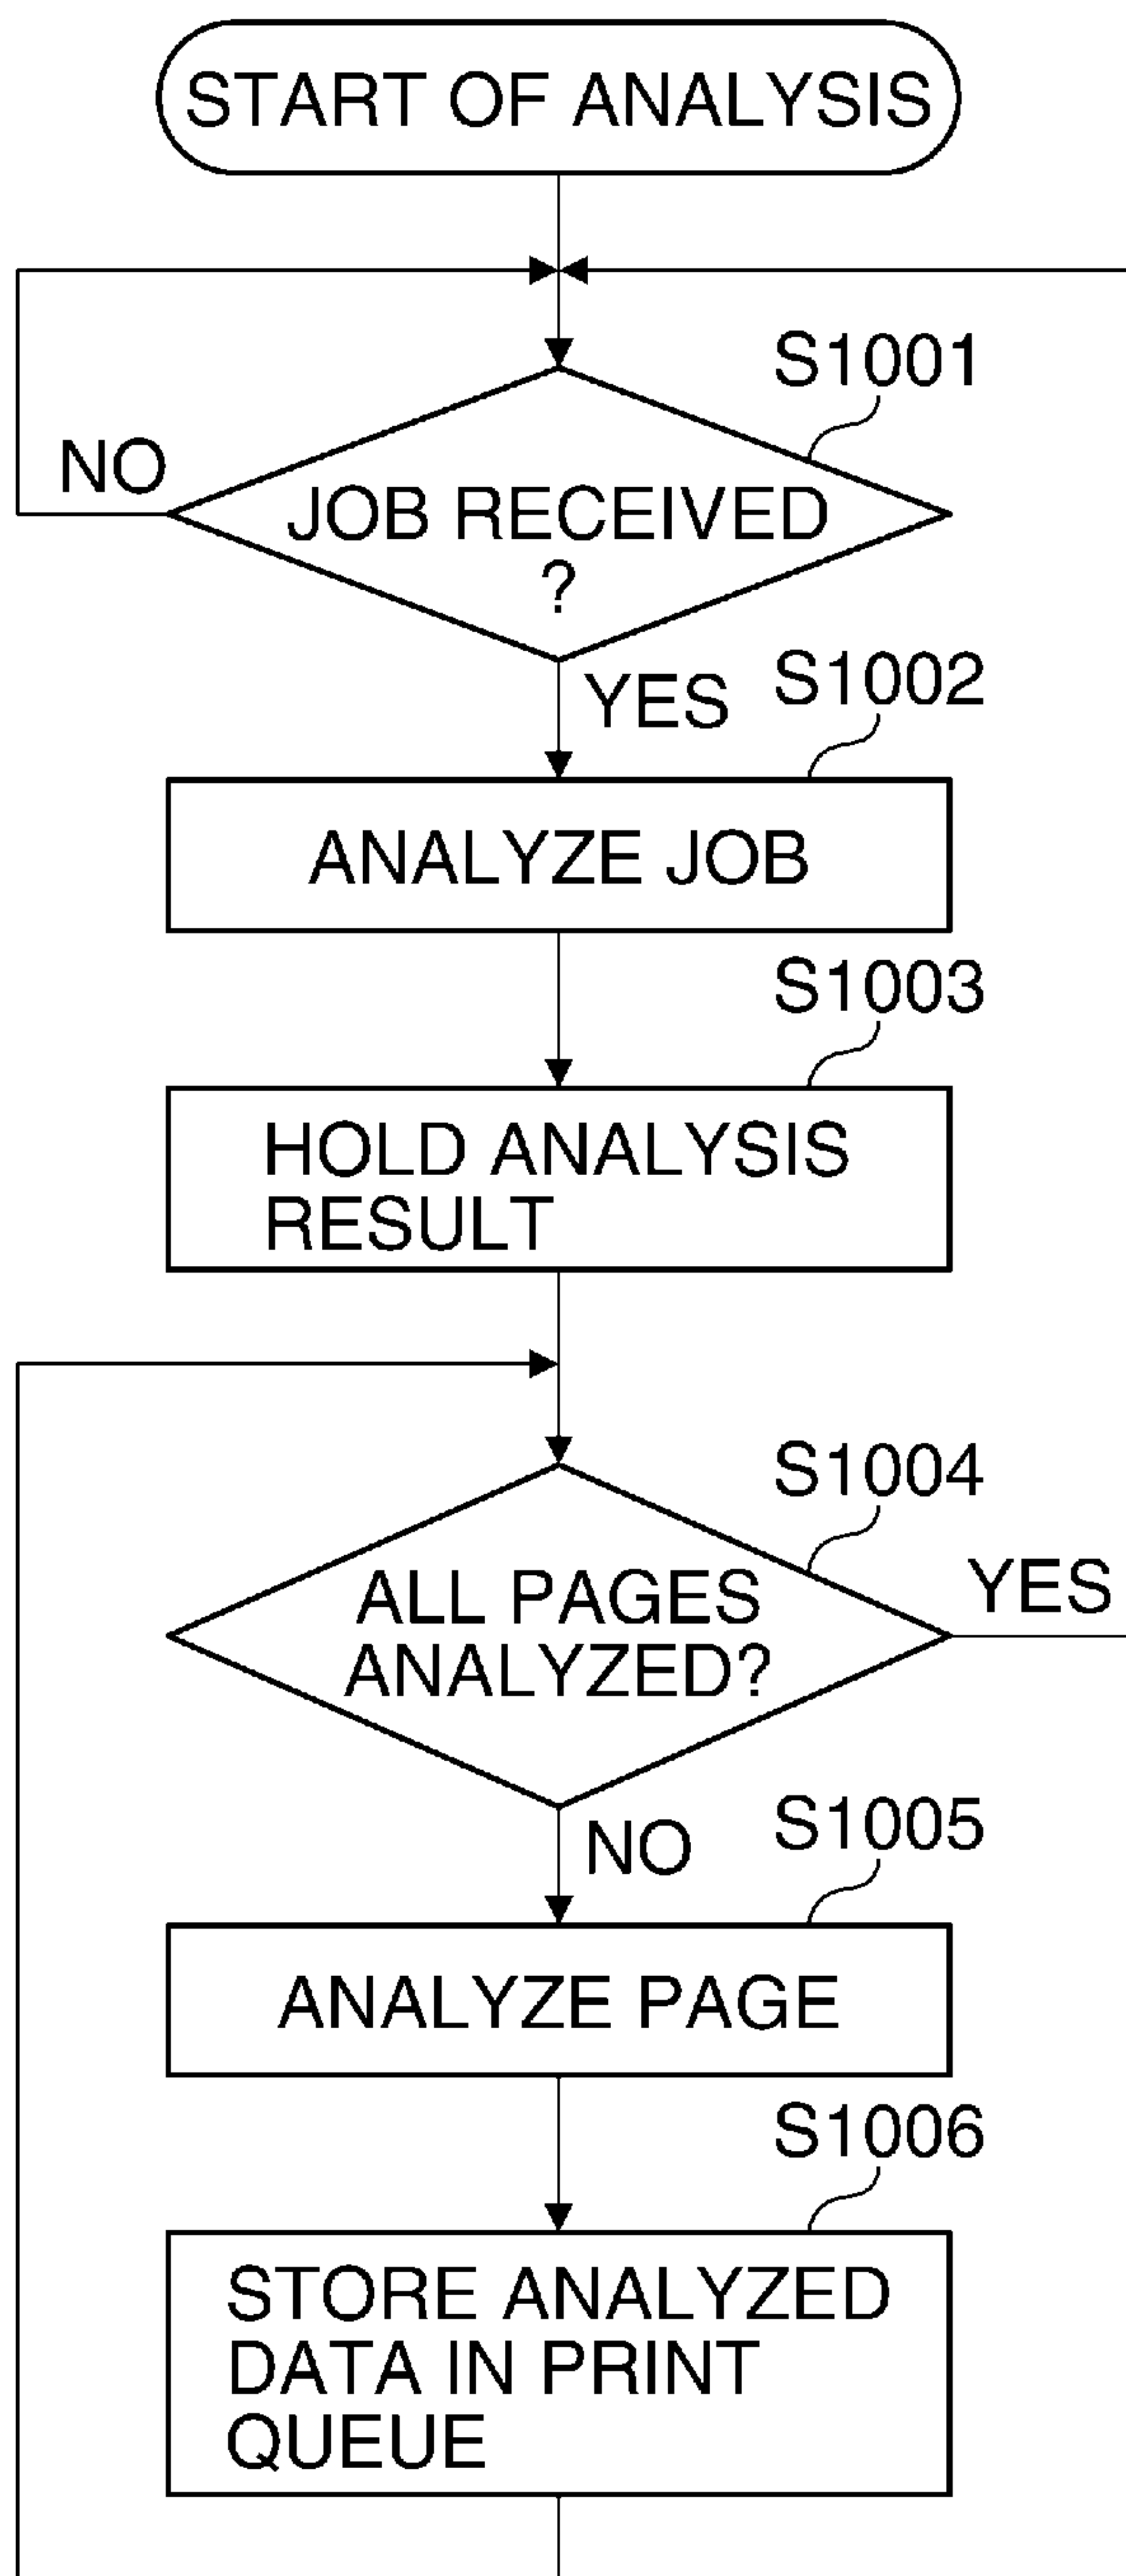 START OF ANALYSIS
S1001
NO
JOB RECEIVED
?
YES
S1002
ANALYZE JOB
S1003
HOLD ANALYSIS
RESULT
S1004
YES
ALL PAGES
ANALYZED?
NO
S1005
ANALYZE PAGE
S1006
STORE ANALYZED
DATA IN PRINT
QUEUE